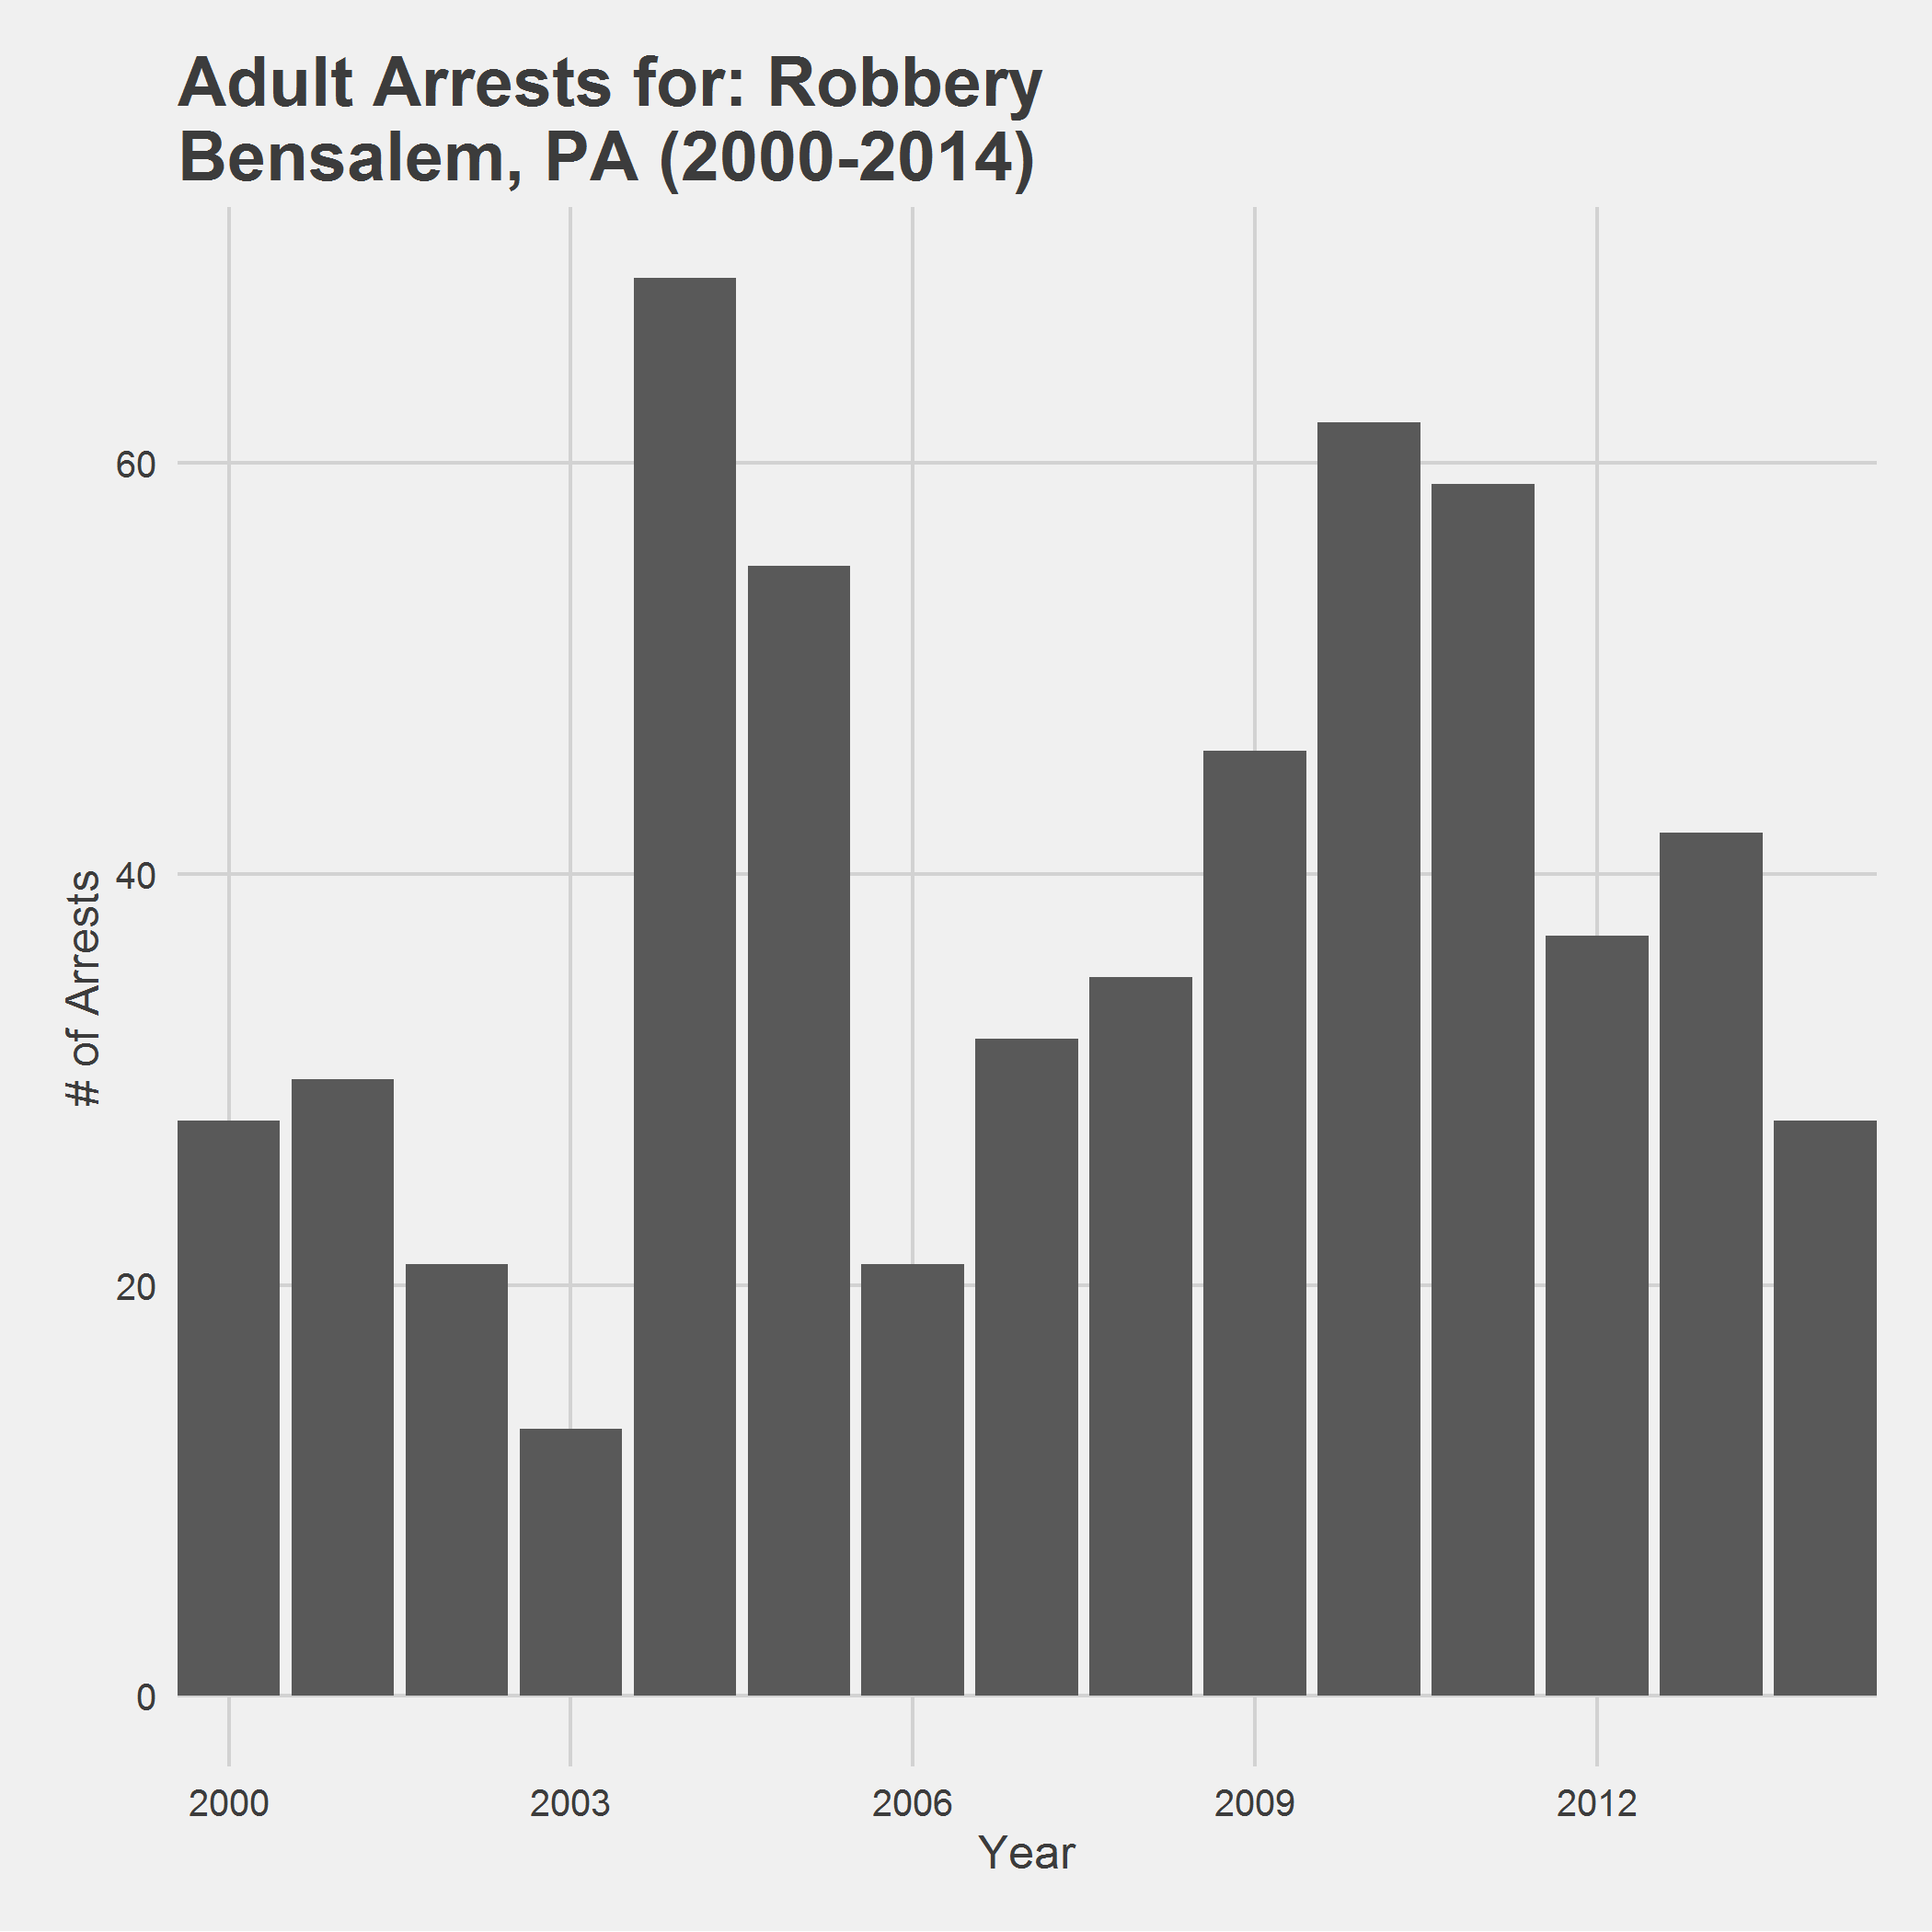 Adult Arrests for: Robbery
Bensalem, PA (2000-2014)
60
40
20
0
# of Arrests
2000 2003 2006 2009 2012
Year